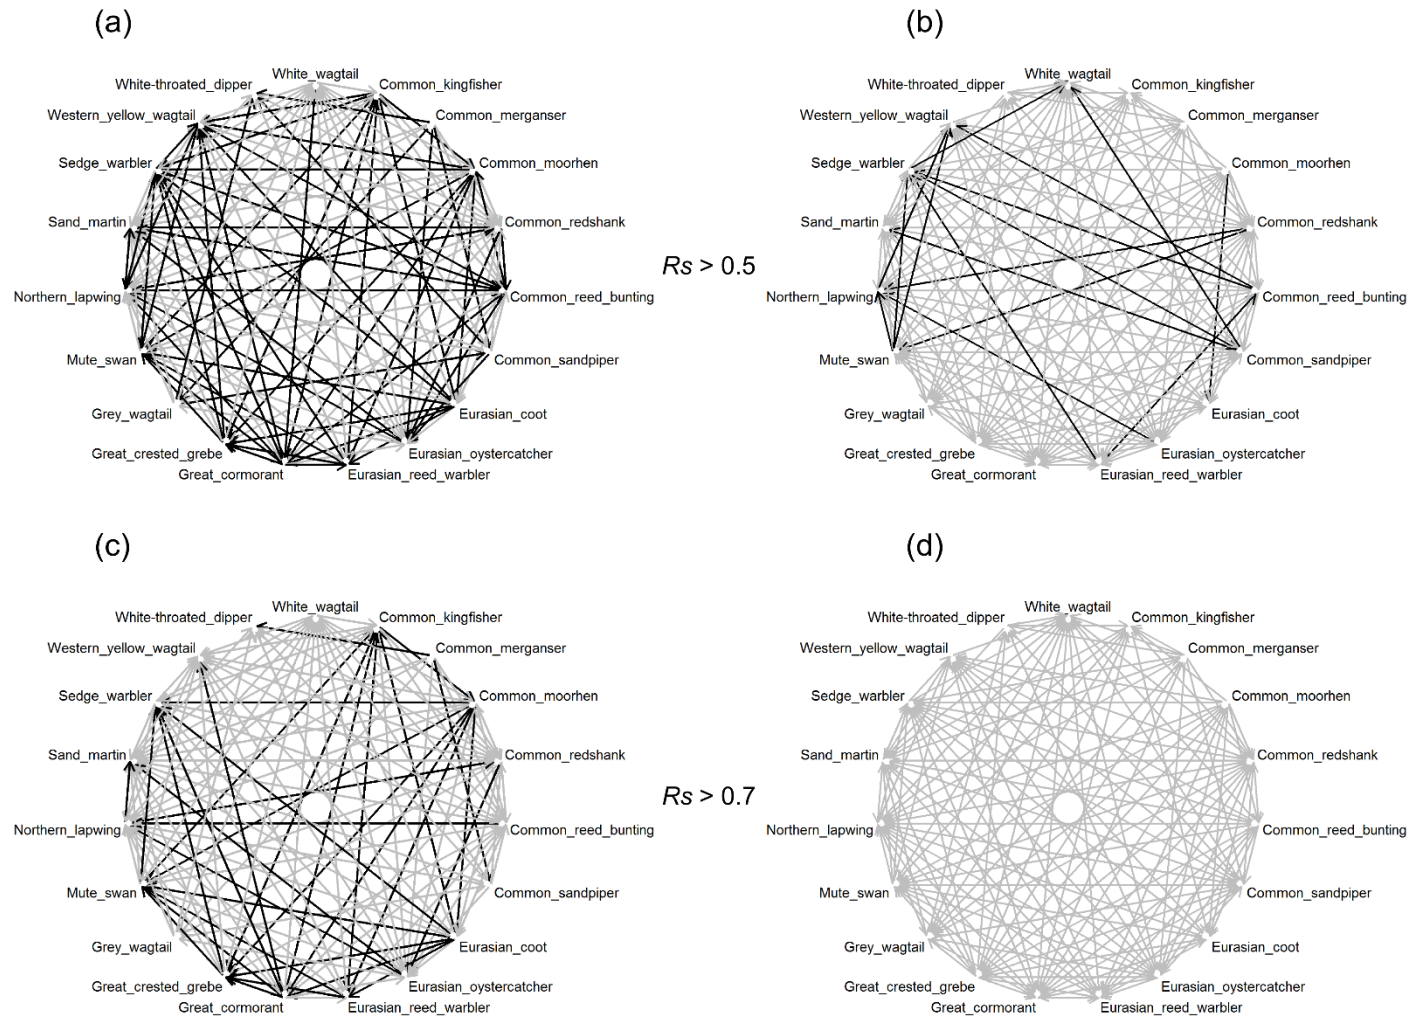 (a)
(b)
White_wagtail
White-throated_dipper
Common_kingfisher
Western_yellow_wagtail
Common_merganser
Sedge_warbler
Common_moorhen
Sand_martin
Common_redshank
Northern_lapwing
Common_reed_bunting
Mute_swan
Common_sandpiper
Grey_wagtail
Eurasian_coot
Great_crested_grebe
Eurasian_oystercatcher
Great_cormorant
Eurasian_reed_warbler
Rs > 0.5
White_wagtail
White-throated_dipper
Common_kingfisher
Western_yellow_wagtail
Common_merganser
Sedge_warbler
Common_moorhen
Sand_martin
Common_redshank
Northern_lapwing
Common_reed_bunting
Mute_swan
Common_sandpiper
Grey_wagtail
Eurasian_coot
Great_crested_grebe
Eurasian_oystercatcher
Great_cormorant
Eurasian_reed_warbler
(c)
(d)
White_wagtail
White-throated_dipper
Common_kingfisher
Western_yellow_wagtail
Common_merganser
Sedge_warbler
Common_moorhen
Sand_martin
Common_redshank
Northern_lapwing
Common_reed_bunting
Mute_swan
Common_sandpiper
Grey_wagtail
Eurasian_coot
Great_crested_grebe
Eurasian_oystercatcher
Great_cormorant
Eurasian_reed_warbler
Rs > 0.7
White_wagtail
White-throated_dipper
Common_kingfisher
Western_yellow_wagtail
Common_merganser
Sedge_warbler
Common_moorhen
Sand_martin
Common_redshank
Northern_lapwing
Common_reed_bunting
Mute_swan
Common_sandpiper
Grey_wagtail
Eurasian_coot
Great_crested_grebe
Eurasian_oystercatcher
Great_cormorant
Eurasian_reed_warbler